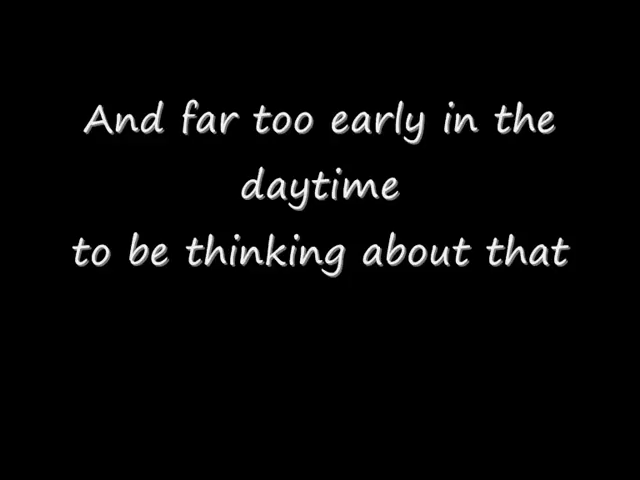 And far too early in the
daytime
to be thinking about that